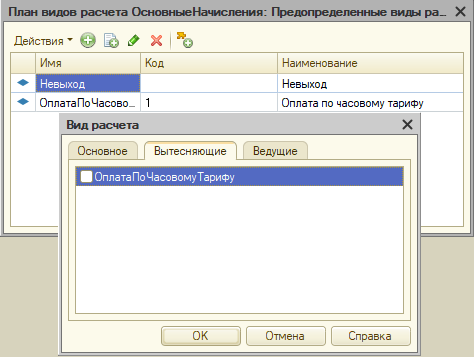 План видов расчета ОсновныеНачисления: Предопределенные виды ра...
Действия
Имя Код Наименование
Невыход Невыход
ОплатаПоЧасово... 1 Оплата по часовому тарифу
Вид расчета
Основное Вытесняющие Ведущие
ОплатаПоЧасовомуТарифу
OK Отмена Справка